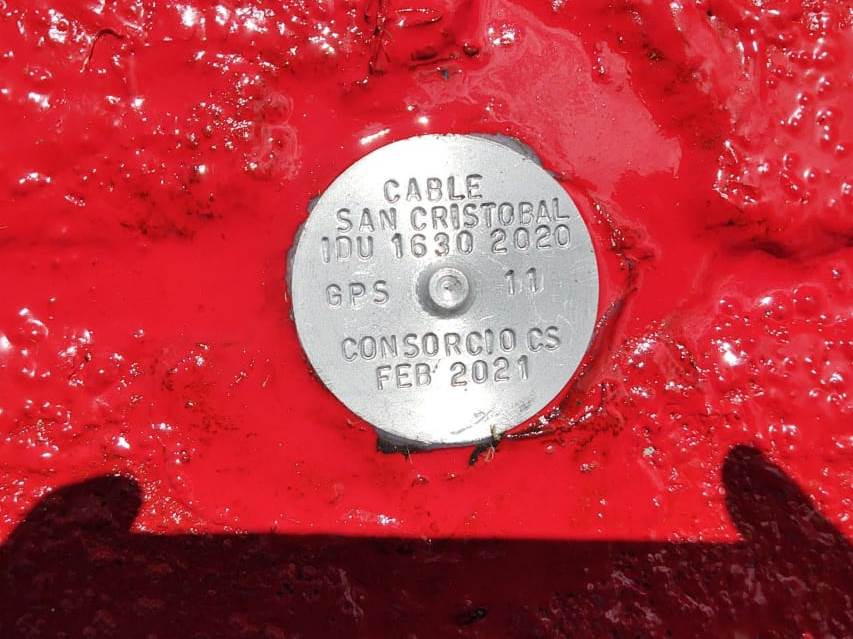 CABLE
SAN CRISTOBAL
IDU 1630 2020
GPS 11
CONSORCIO CS
FEB 2021